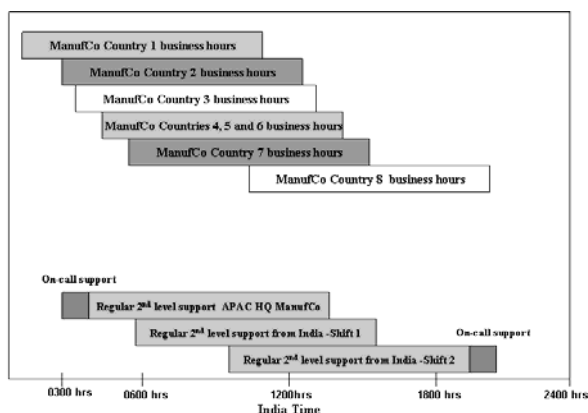 ManufCo Country 1 business hours
ManufCo Country 2 business hours
ManufCo Country 3 business hours
ManufCo Countries 4, 5 and 6 business hours
ManufCo Country 7 business hours
ManufCo Country 8 business hours
On-call support
Regular 2nd level support APAC HQ ManufCo
Regular 2nd level support from India -Shift 1
On-call support
Regular 2nd level support from India -Shift 2
0300 hrs 0600 hrs 1200 hrs 1800 hrs 2400 hrs
India Time